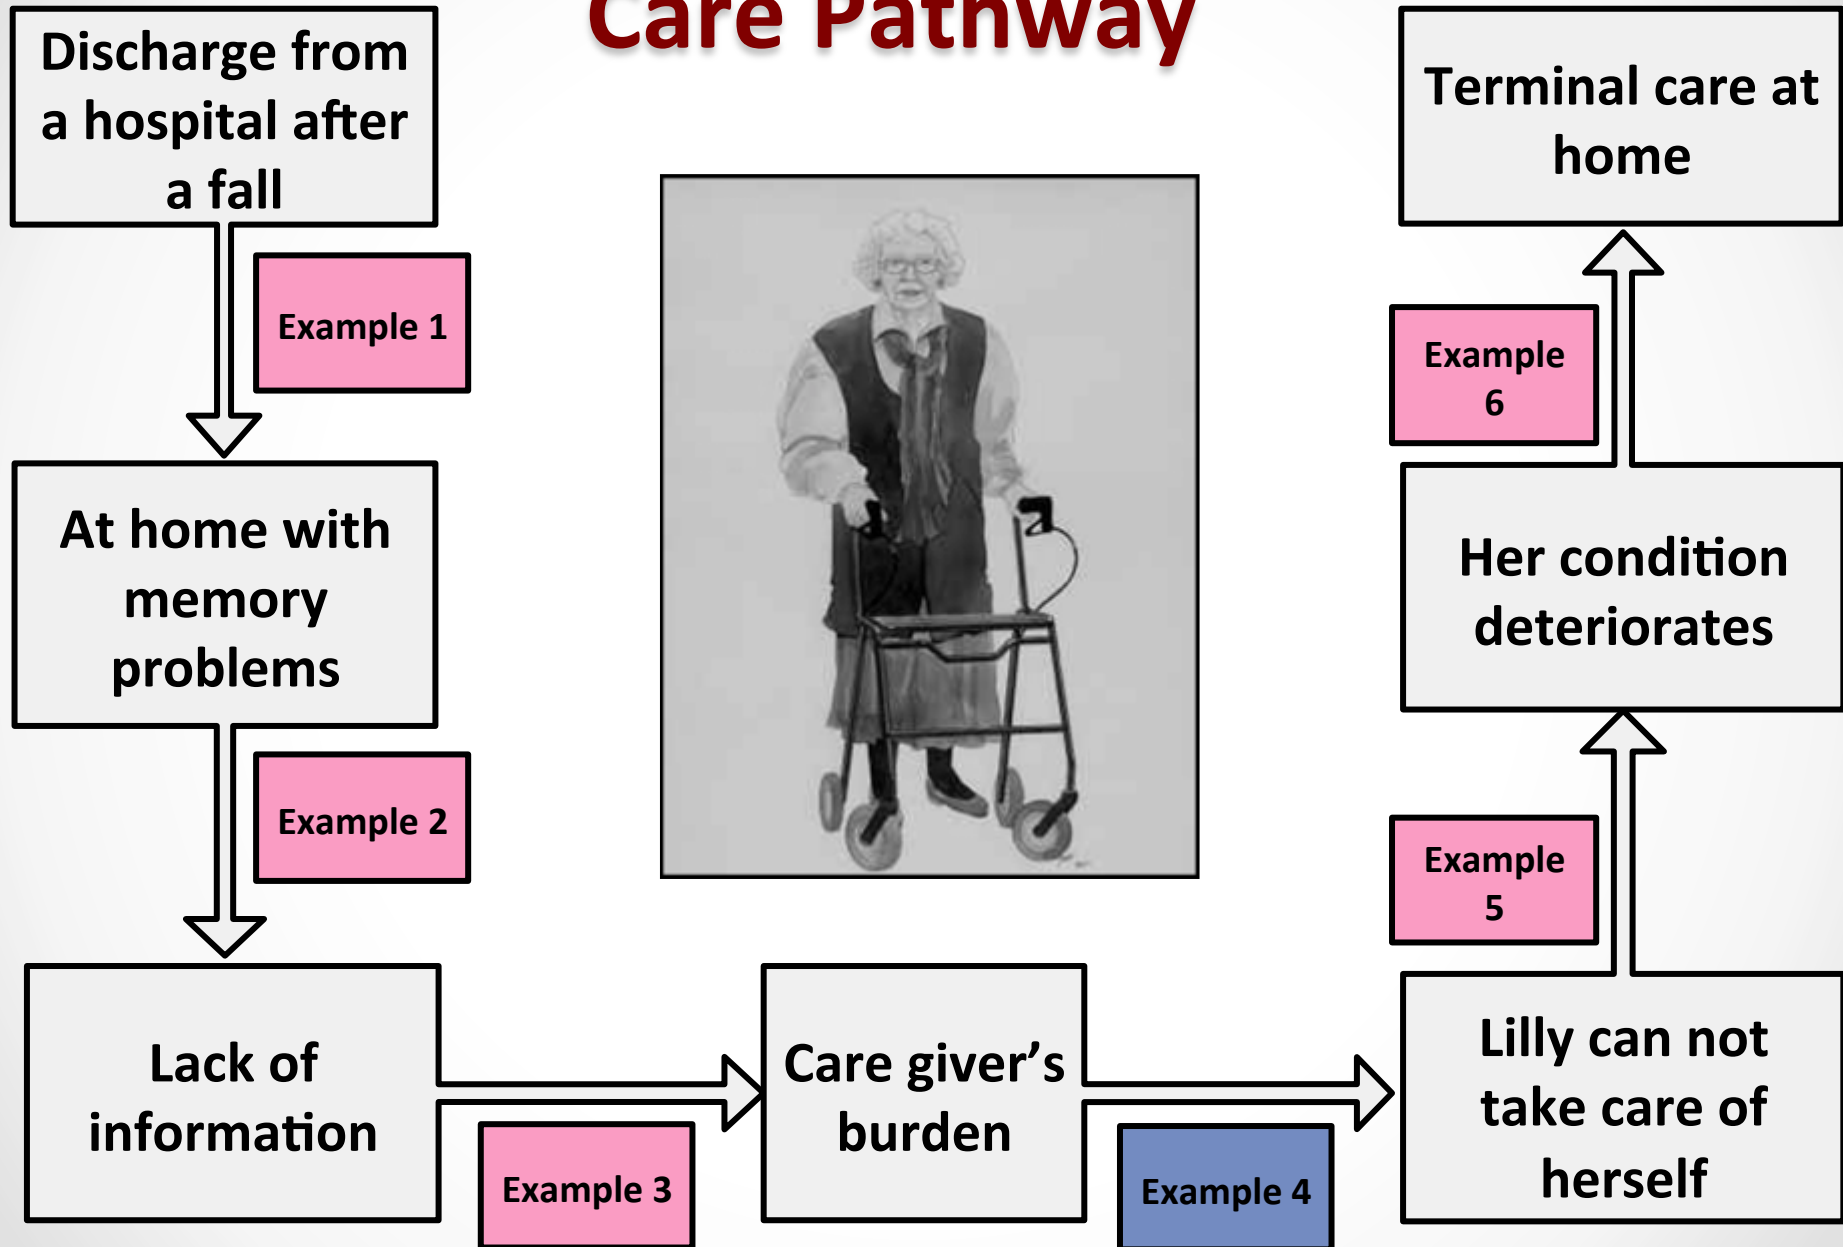 Care Pathway
Discharge from
a hospital after
a fall
Example 1
At home with
memory
problems
Example 2
Lack of
information
Example 3
Care giver’s
burden
Example 4
Lilly can not
take care of
herself
Example
5
Her condition
deteriorates
Example
6
Terminal care at
home